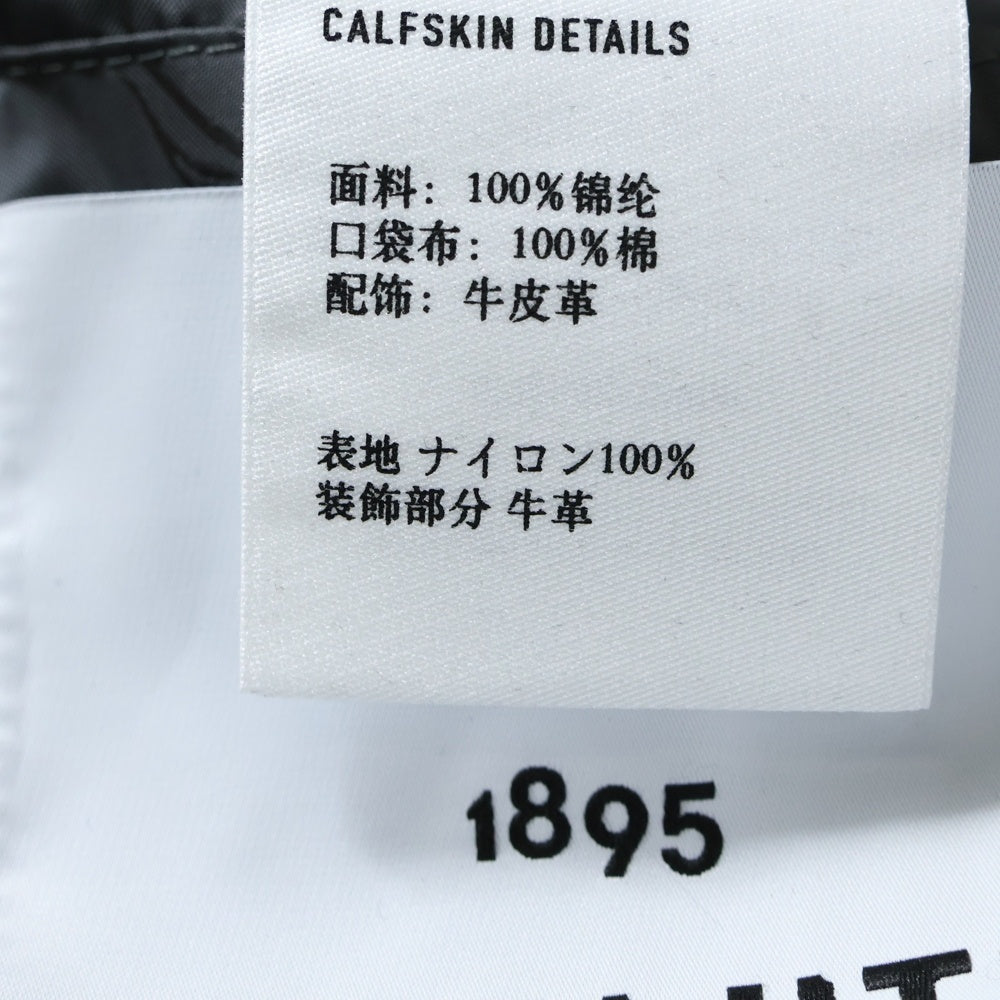 CALFSKIN DETAILS
面料: 100%锦纶
口袋布: 100%棉
配饰: 牛皮革
表地 ナイロン100%
装飾部分 牛革
1895